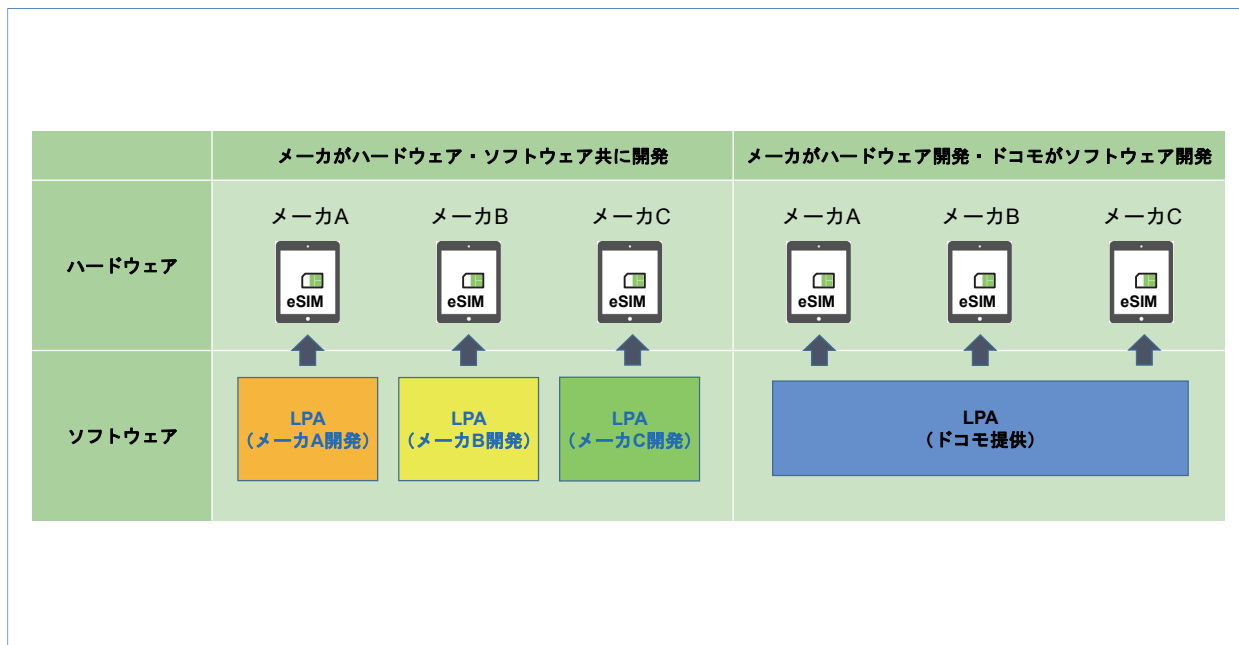 メーカがハードウェア・ソフトウェア共に開発
メーカがハードウェア開発・ドコモがソフトウェア開発
ハードウェア
メーカA
メーカB
メーカC
メーカA
メーカB
メーカC
eSIM
eSIM
eSIM
eSIM
eSIM
eSIM
ソフトウェア
LPA
（メーカA開発）
LPA
（メーカB開発）
LPA
（メーカC開発）
LPA
（ドコモ提供）